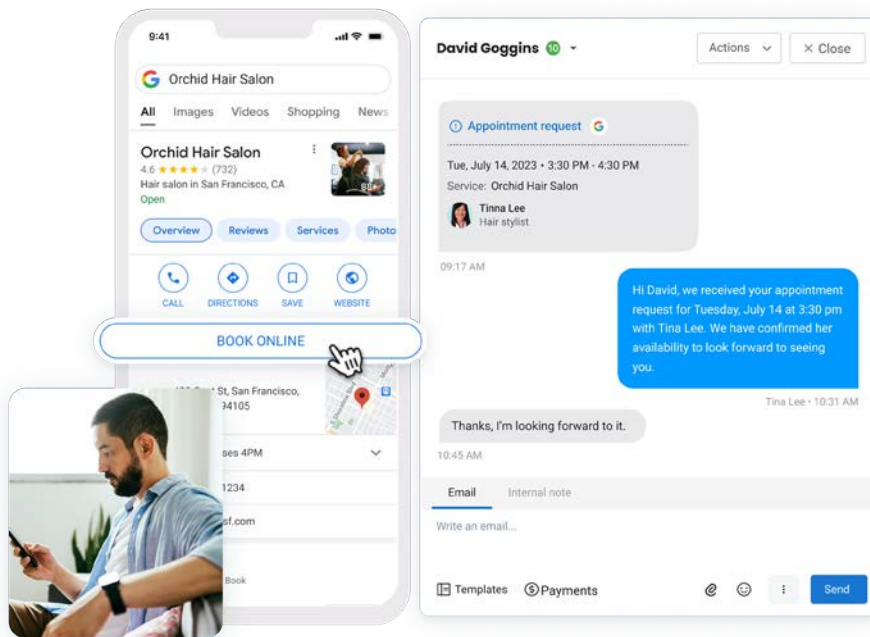 9:41
Orchid Hair Salon
All Images Videos Shopping News
Orchid Hair Salon
4.6 ★★★★★ (732)
Hair salon in San Francisco, CA
Open
88+
Overview Reviews Services Photo
CALL DIRECTIONS SAVE WEBSITE
BOOK ONLINE
St, San Francisco,
94105
ses 4PM
1234
sf.com
Book
David Goggins 10
Actions × Close
Appointment request
Tue, July 14, 2023 • 3:30 PM - 4:30 PM
Service: Orchid Hair Salon
Tinna Lee
Hair stylist
09:17 AM
Hi David, we received your appointment
request for Tuesday, July 14 at 3:30 pm
with Tina Lee. We have confirmed her
availability to look forward to seeing
you.
Tina Lee • 10:31 AM
Thanks, I'm looking forward to it.
10:45 AM
Email Internal note
Write an email...
Templates Payments
Send